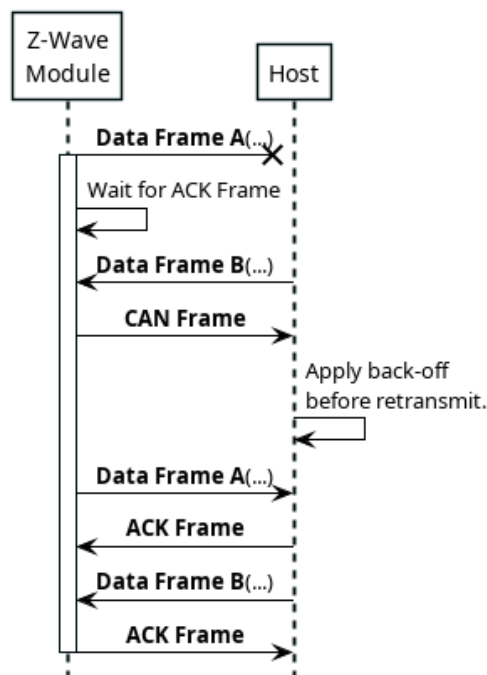 Z-Wave
Module
Host
Data Frame A(...)
Wait for ACK Frame
Data Frame B(...)
CAN Frame
Apply back-off
before retransmit.
Data Frame A(...)
ACK Frame
Data Frame B(...)
ACK Frame